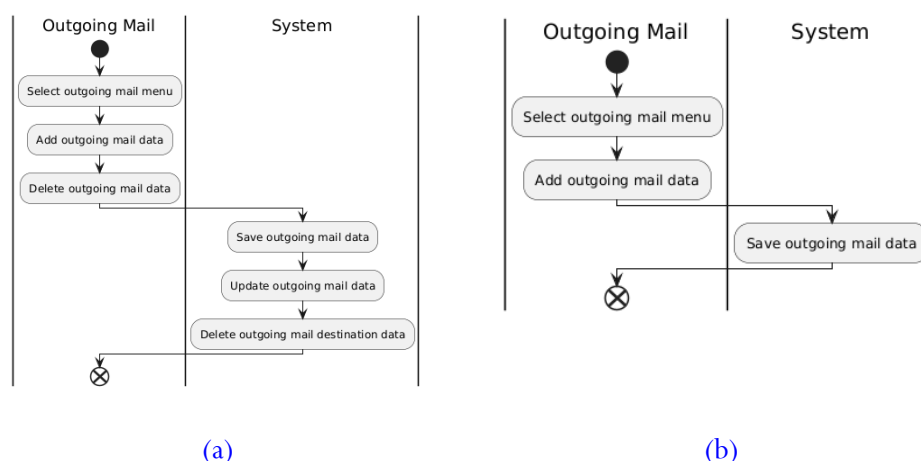 Outgoing Mail
System
Select outgoing mail menu
Add outgoing mail data
Delete outgoing mail data
Save outgoing mail data
Update outgoing mail data
Delete outgoing mail destination data
(a)
Outgoing Mail
System
Select outgoing mail menu
Add outgoing mail data
Save outgoing mail data
(b)